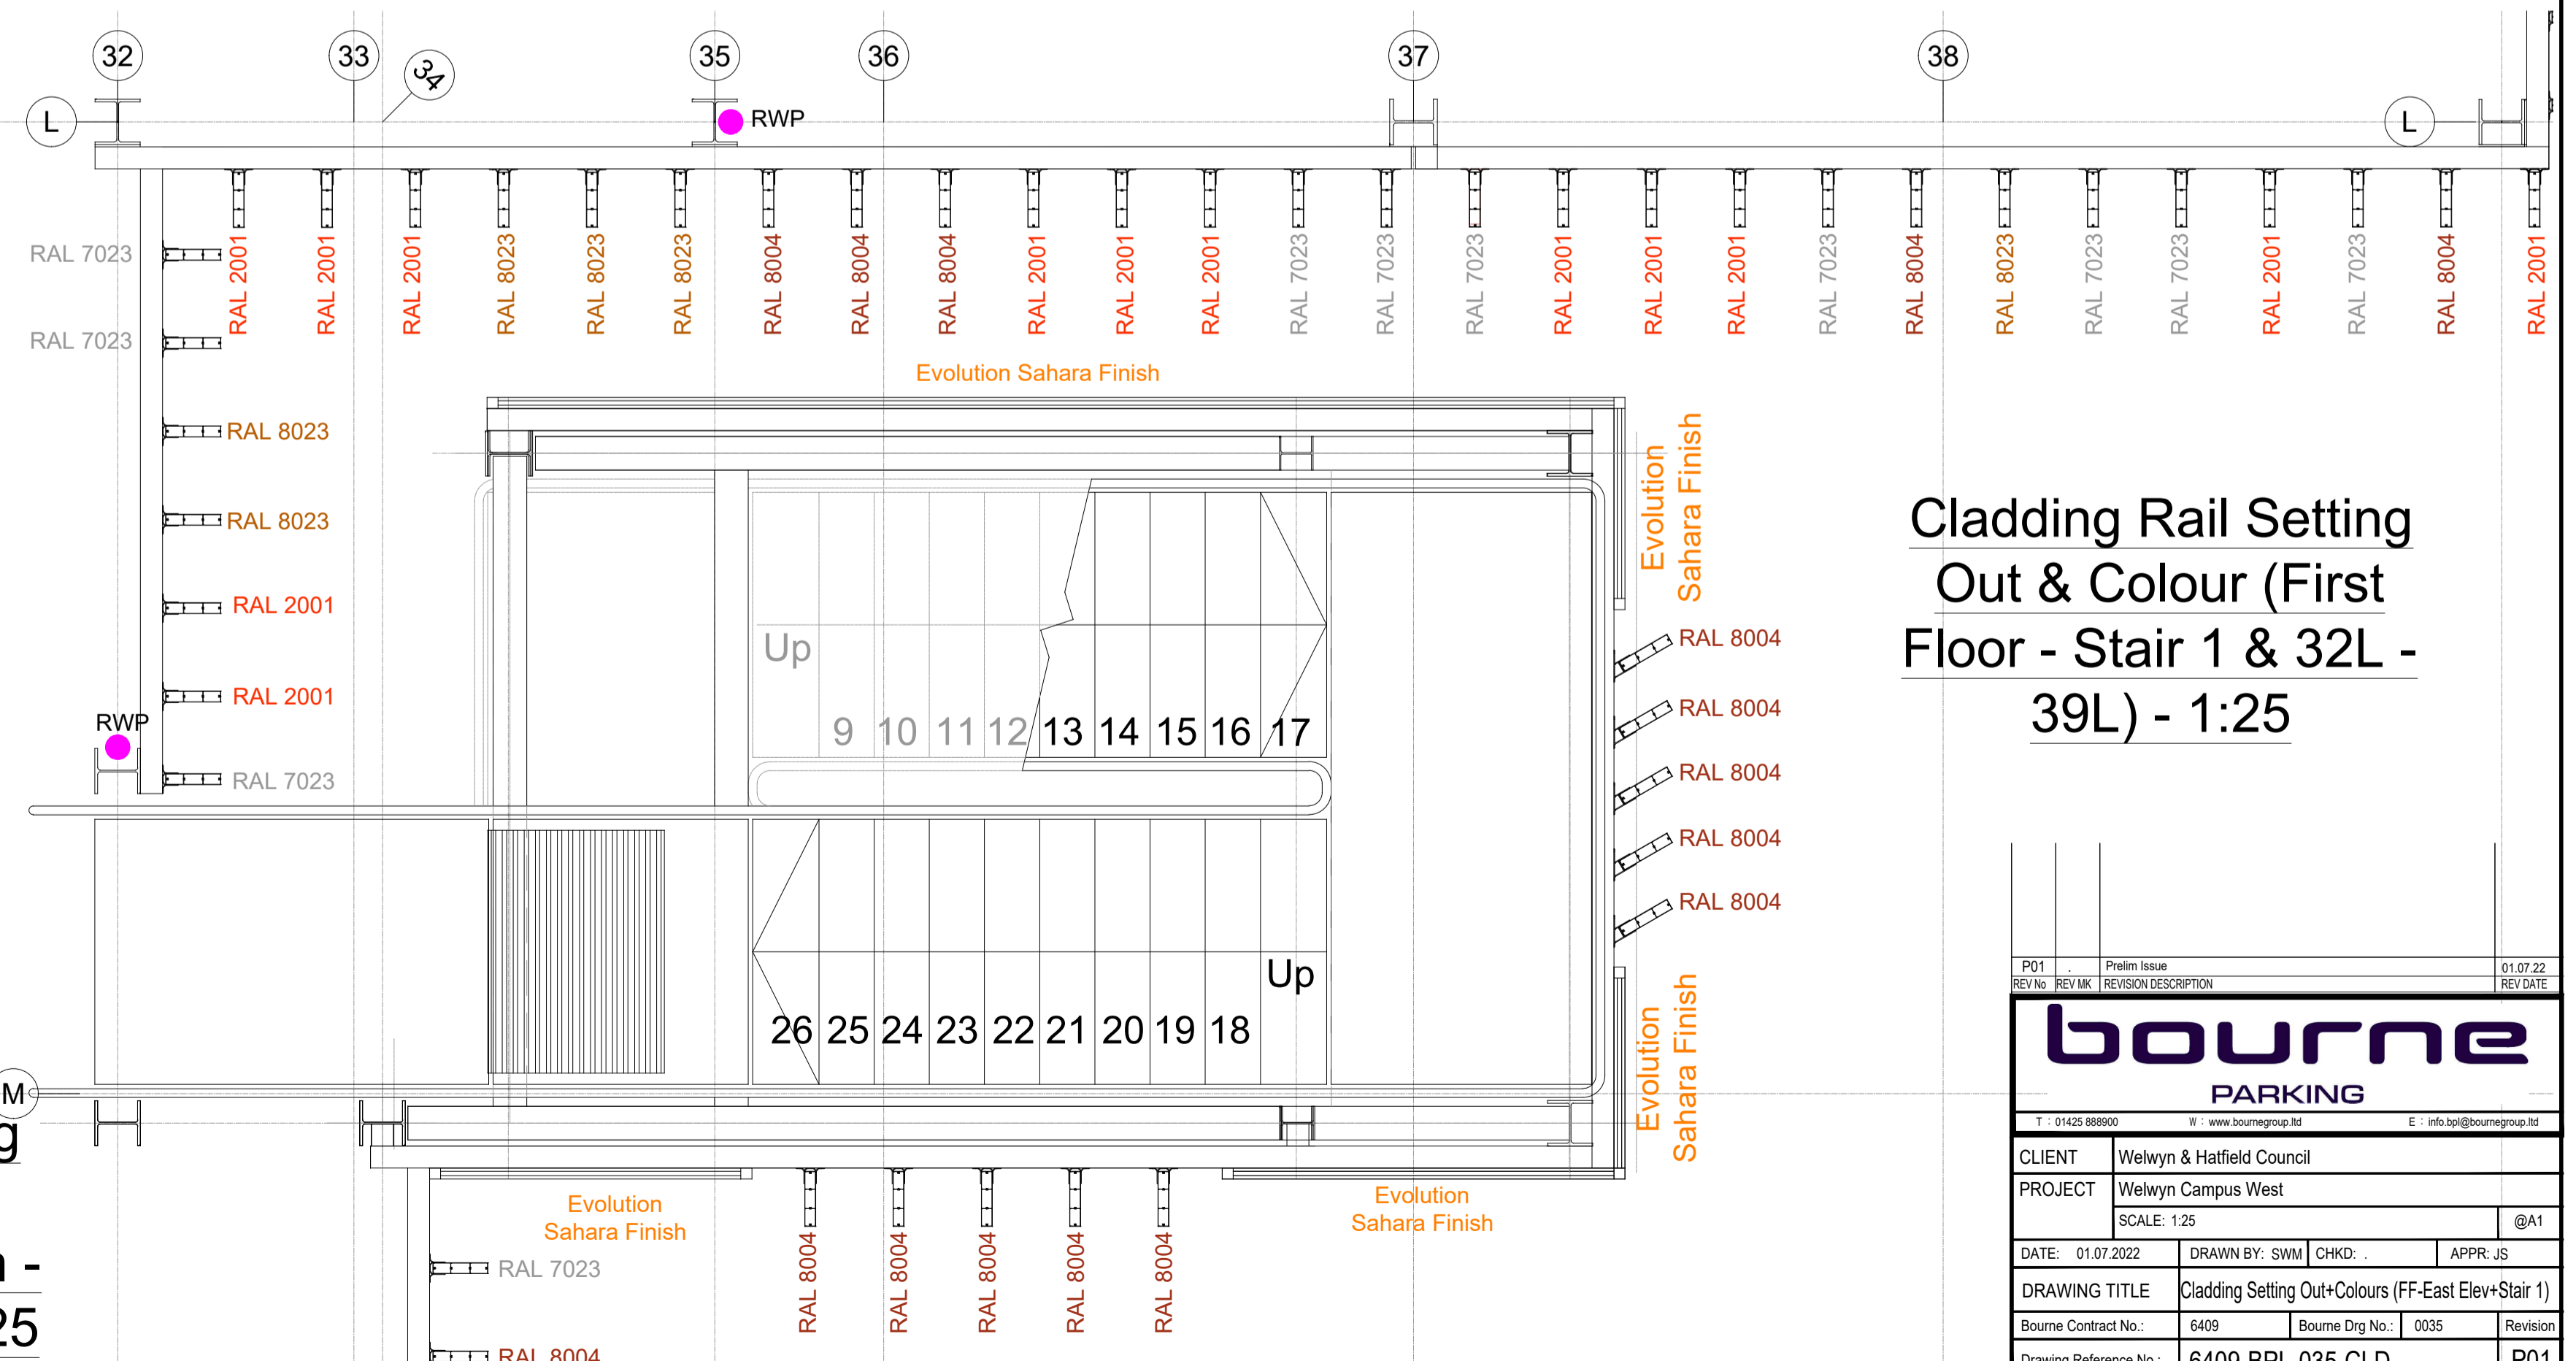 32
33
34
35
36
37
38
L
RWP
L
RAL 7023
RAL 7023
RAL 2001
RAL 2001
RAL 2001
RAL 8023
RAL 8023
RAL 8023
RAL 8004
RAL 8004
RAL 8004
RAL 2001
RAL 2001
RAL 2001
RAL 7023
RAL 7023
RAL 7023
RAL 2001
RAL 2001
RAL 2001
RAL 7023
RAL 8004
RAL 8023
RAL 7023
RAL 7023
RAL 2001
RAL 7023
RAL 8004
RAL 2001
Evolution Sahara Finish
RAL 8023
RAL 8023
RAL 2001
RAL 2001
RWP
RAL 7023
Evolution
Sahara Finish
Up
9 10 11 12 13 14 15 16 17
RAL 8004
RAL 8004
RAL 8004
RAL 8004
RAL 8004
Cladding Rail Setting
Out & Colour (First
Floor - Stair 1 & 32L -
39L) - 1:25
Up
26 25 24 23 22 21 20 19 18
M
g
Evolution
Sahara Finish
Evolution
Sahara Finish
Evolution
Sahara Finish
RAL 8004
RAL 8004
RAL 8004
RAL 8004
RAL 8004
RAL 7023
RAL 8004
-
25
P01 . Prelim Issue 01.07.22
REV No REV MK REVISION DESCRIPTION REV DATE
bourne
PARKING
T : 01425 888900 W : www.bournegroup.ltd E : info.bpl@bournegroup.ltd
CLIENT Welwyn & Hatfield Council
PROJECT Welwyn Campus West
SCALE: 1:25 @A1
DATE: 01.07.2022 DRAWN BY: SWM CHKD: . APPR: JS
DRAWING TITLE Cladding Setting Out+Colours (FF-East Elev+Stair 1)
Bourne Contract No.: 6409 Bourne Drg No.: 0035 Revision
Drawing Reference No.: 6409-BPL-035-CLD P01